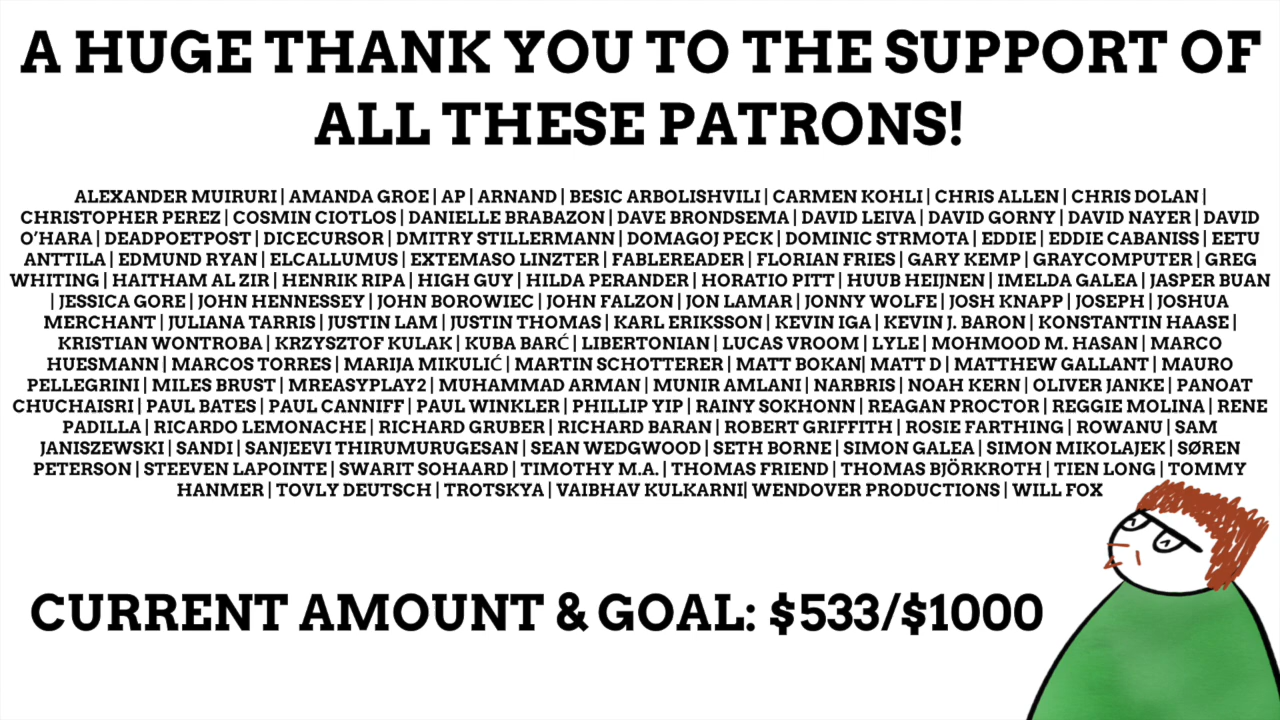 A HUGE THANK YOU TO THE SUPPORT OF
ALL THESE PATRONS!
ALEXANDER MUIRURI | AMANDA GROE | AP | ARNAND | BESIC ARBOLISHVILI | CARMEN KOHLI | CHRIS ALLEN | CHRIS DOLAN |
CHRISTOPHER PEREZ | COSMIN CIOTLOS | DANIELLE BRABAZON | DAVE BRONDSEMA | DAVID LEIVA | DAVID GORNY | DAVID NAYER | DAVID
O’HARA | DEADPOETPOST | DICECURSOR | DMITRY STILLERMANN | DOMAGOJ PECK | DOMINIC STRMOTA | EDDIE | EDDIE CABANISS | EETU
ANTTILA | EDMUND RYAN | ELCALLUMUS | EXTEMASO LINZTER | FABLEREADER | FLORIAN FRIES | GARY KEMP | GRAYCOMPUTER | GREG
WHITING | HAITHAM AL ZIR | HENRIK RIPA | HIGH GUY | HILDA PERANDER | HORATIO PITT | HUUB HEIJNEN | IMELDA GALEA | JASPER BUAN
| JESSICA GORE | JOHN HENNESSEY | JOHN BOROWIEC | JOHN FALZON | JON LAMAR | JONNY WOLFE | JOSH KNAPP | JOSEPH | JOSHUA
MERCHANT | JULIANA TARRIS | JUSTIN LAM | JUSTIN THOMAS | KARL ERIKSSON | KEVIN IGA | KEVIN J. BARON | KONSTANTIN HAASE |
KRISTIAN WONTROBA | KRZYSZTOF KULAK | KUBA BARĆ | LIBERTONIAN | LUCAS VROOM | LYLE | MOHMOOD M. HASAN | MARCO
HUESMANN | MARCOS TORRES | MARIJA MIKULIĆ | MARTIN SCHOTTERER | MATT BOKAN| MATT D | MATTHEW GALLANT | MAURO
PELLEGRINI | MILES BRUST | MREASYPLAY2 | MUHAMMAD ARMAN | MUNIR AMLANI | NARBRIS | NOAH KERN | OLIVER JANKE | PANOAT
CHUCHAISRI | PAUL BATES | PAUL CANNIFF | PAUL WINKLER | PHILLIP YIP | RAINY SOKHONN | REAGAN PROCTOR | REGGIE MOLINA | RENE
PADILLA | RICARDO LEMONACHE | RICHARD GRUBER | RICHARD BARAN | ROBERT GRIFFITH | ROSIE FARTHING | ROWANU | SAM
JANISZEWSKI | SANDI | SANJEEVI THIRUMURUGESAN | SEAN WEDGWOOD | SETH BORNE | SIMON GALEA | SIMON MIKOLAJEK | SØREN
PETERSON | STEEVEN LAPOINTE | SWARIT SOHAARD | TIMOTHY M.A. | THOMAS FRIEND | THOMAS BJÖRKROTH | TIEN LONG | TOMMY
HANMER | TOVLY DEUTSCH | TROTSKYA | VAIBHAV KULKARNI| WENDOVER PRODUCTIONS | WILL FOX
CURRENT AMOUNT & GOAL: $533/$1000